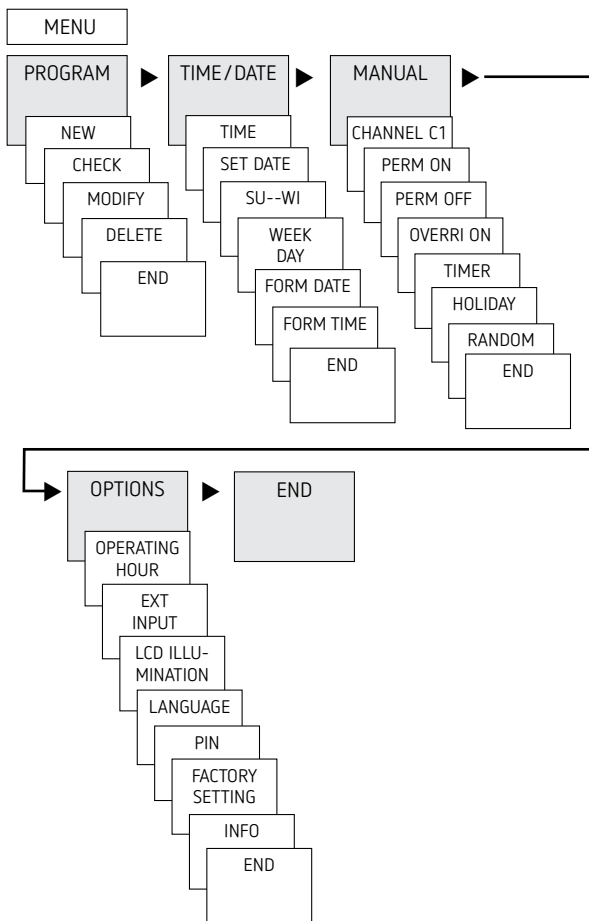 MENU
PROGRAM
TIME/DATE
MANUAL
NEW
CHECK
MODIFY
DELETE
END
TIME
SET DATE
SU--WI
WEEK
DAY
FORM DATE
FORM TIME
END
CHANNEL C1
PERM ON
PERM OFF
OVERRI ON
TIMER
HOLIDAY
RANDOM
END
OPTIONS
END
OPERATING
HOUR
EXT
INPUT
LCD ILLU-
MINATION
LANGUAGE
PIN
FACTORY
SETTING
INFO
END